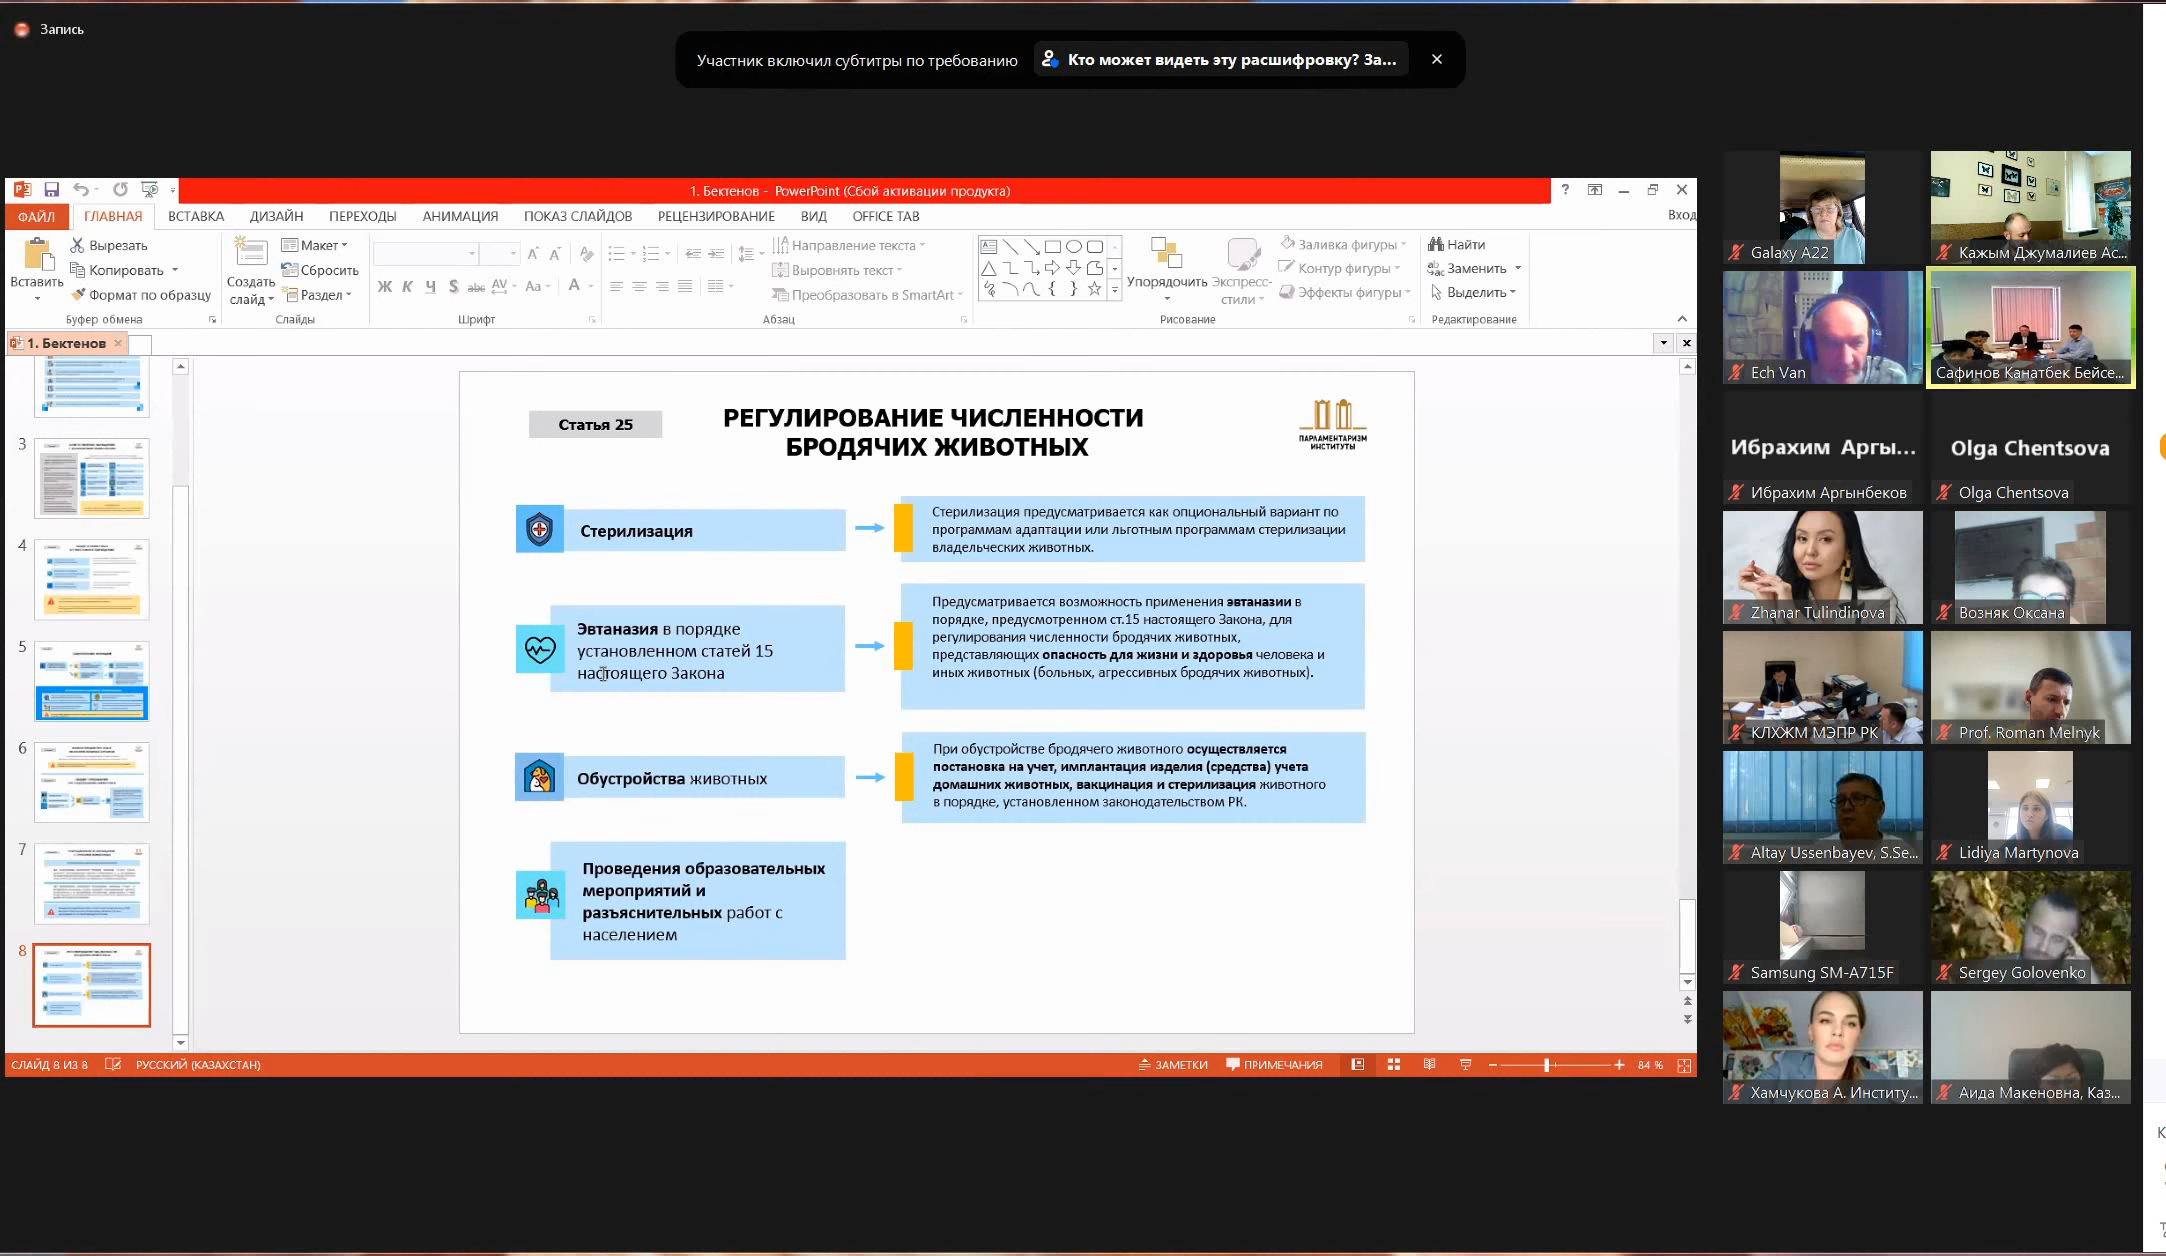 Запись
Участник включил субтитры по требованию
Кто может видеть эту расшифровку? За...
1. Бектенов - PowerPoint (Сбой активации продукта)
ФАЙЛ
ГЛАВНАЯ
ВСТАВКА
ДИЗАЙН
ПЕРЕХОДЫ
АНИМАЦИЯ
ПОКАЗ СЛАЙДОВ
РЕЦЕНЗИРОВАНИЕ
ВИД
OFFICE TAB
Вход
Вставить
Вырезать
Копировать
Формат по образцу
Буфер обмена
Создать
слайд
Макет
Сбросить
Раздел
Слайды
Ж К Ч S abc AV Aa A
Шрифт
Направление текста
Выровнять текст
Преобразовать в SmartArt
Абзац
Упорядочить
Экспресс-
стили
Заливка фигуры
Контур фигуры
Эффекты фигуры
Рисование
Найти
Заменить
Выделить
Редактирование
1. Бектенов
3
4
5
6
7
8
Статья 25
РЕГУЛИРОВАНИЕ ЧИСЛЕННОСТИ
БРОДЯЧИХ ЖИВОТНЫХ
ПАРЛАМЕНТАРИЗМ
ИНСТИТУТЫ
Стерилизация
Стерилизация предусматривается как опциональный вариант по
программам адаптации или льготным программам стерилизации
владельческих животных.
Эвтаназия в порядке
установленном статей 15
настоящего Закона
Предусматривается возможность применения эвтаназии в
порядке, предусмотренном ст.15 настоящего Закона, для
регулирования численности бродячих животных,
представляющих опасность для жизни и здоровья человека и
иных животных (больных, агрессивных бродячих животных).
Обустройства животных
При обустройстве бродячего животного осуществляется
постановка на учет, имплантация изделия (средства) учета
домашних животных, вакцинация и стерилизация животного
в порядке, установленном законодательством РК.
Проведения образовательных
мероприятий и
разъяснительных работ с
населением
СЛАЙД 8 ИЗ 8
РУССКИЙ (КАЗАХСТАН)
ЗАМЕТКИ
ПРИМЕЧАНИЯ
84 %
Galaxy A22
Кажым Джумалиев Ас...
Ech Van
Сафинов Канатбек Бейсе...
Ибрахим Аргы...
Olga Chentsova
Ибрахим Аргынбеков
Olga Chentsova
Zhanar Tulindinova
Возняк Оксана
КЛХЖМ МЭПР РК
Prof. Roman Melnyk
Altay Ussenbayev, S.Se...
Lidiya Martynova
Samsung SM-A715F
Sergey Golovenko
Хамчукова А. Институ...
Аида Макеновна, Каз...